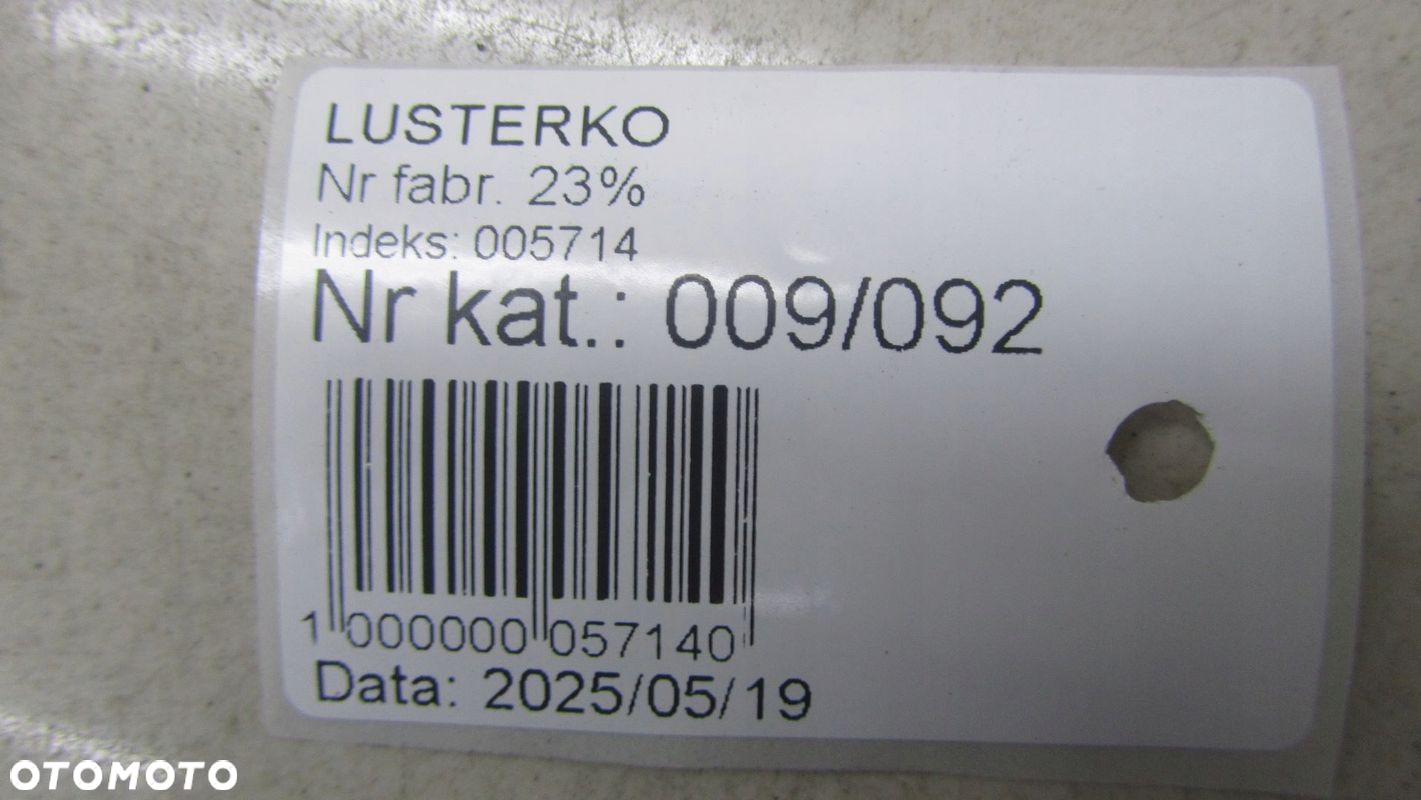 LUSTERKO
Nr fabr. 23%
Indeks: 005714
Nr kat.: 009/092
1 000000 057140
Data: 2025/05/19
OTOMOTO